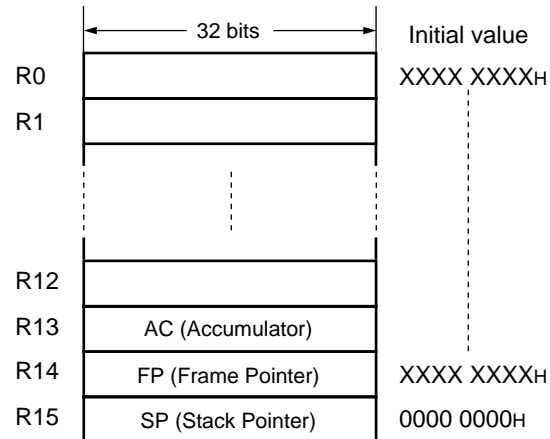 32 bits
Initial value
R0
XXXX XXXXH
R1
R12
R13
AC (Accumulator)
R14
FP (Frame Pointer)
XXXX XXXXH
R15
SP (Stack Pointer)
0000 0000H